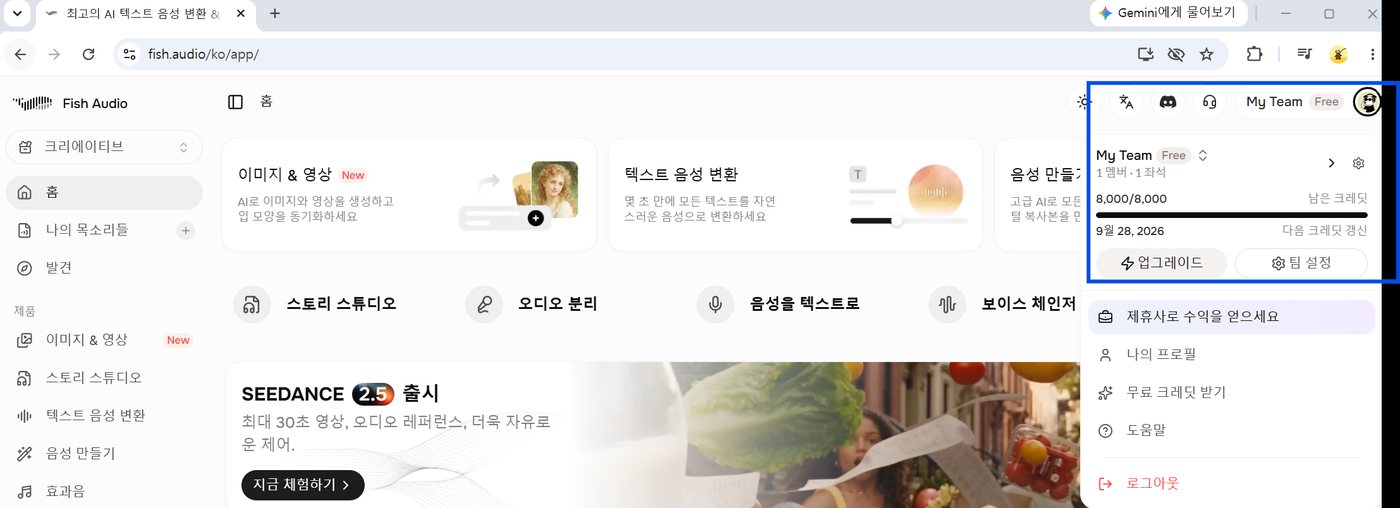 최고의 AI 텍스트 음성 변환 &
Gemini에게 물어보기
fish.audio/ko/app/
Fish Audio
홈
My Team Free
크리에이티브
홈
나의 목소리들
발견
제품
이미지 & 영상 New
스토리 스튜디오
텍스트 음성 변환
음성 만들기
효과음
이미지 & 영상 New
AI로 이미지와 영상을 생성하고
입 모양을 동기화하세요
텍스트 음성 변환
몇 초 만에 모든 텍스트를 자연
스러운 음성으로 변환하세요
T
음성 만들기
고급 AI로 모든
털 복사본을 만
스토리 스튜디오
오디오 분리
음성을 텍스트로
보이스 체인저
SEEDANCE 2.5 출시
최대 30초 영상, 오디오 레퍼런스, 더욱 자유로
운 제어.
지금 체험하기
My Team Free
1 멤버 · 1 좌석
8,000/8,000 남은 크레딧
9월 28, 2026 다음 크레딧 갱신
업그레이드
팀 설정
제휴사로 수익을 얻으세요
나의 프로필
무료 크레딧 받기
도움말
로그아웃